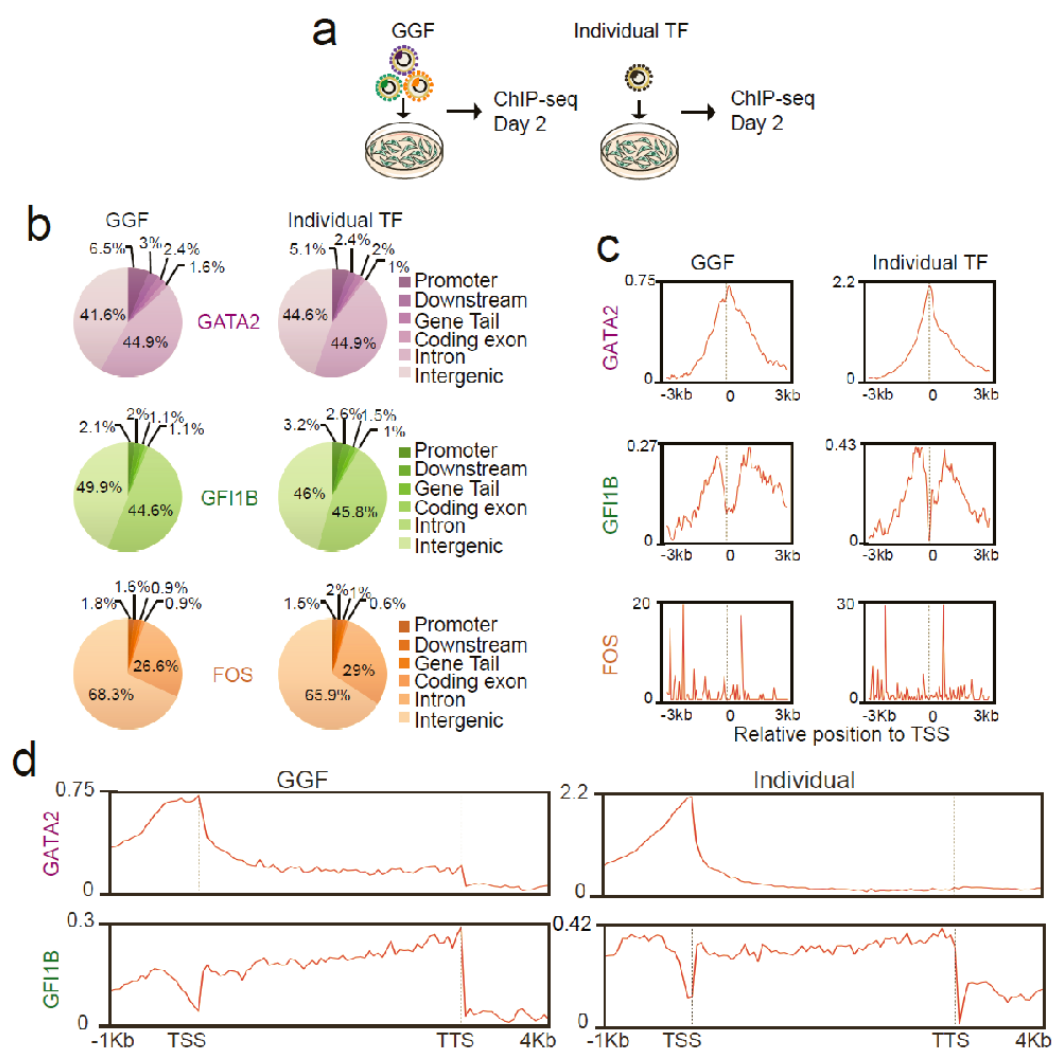 a
GGF
Individual TF
ChIP-seq
Day 2
ChIP-seq
Day 2
b
GGF
Individual TF
6.5% 3% 2.4% 1.6%
41.6%
44.9%
GATA2
5.1% 2.4% 2% 1%
44.6%
44.9%
Promoter
Downstream
Gene Tail
Coding exon
Intron
Intergenic
2.1% 2% 1.1% 1.1%
49.9%
44.6%
GFI1B
3.2% 2.6% 1.5% 1%
46%
45.8%
Promoter
Downstream
Gene Tail
Coding exon
Intron
Intergenic
1.8% 1.6% 0.9% 0.9%
26.6%
68.3%
FOS
1.5% 2% 1% 0.6%
29%
65.9%
Promoter
Downstream
Gene Tail
Coding exon
Intron
Intergenic
c
GGF
Individual TF
GATA2
0.75
0
-3kb 0 3kb
2.2
0
-3kb 0 3kb
GFI1B
0.27
0
-3kb 0 3kb
0.43
0
-3kb 0 3kb
FOS
20
0
-3kb 0 3kb
30
0
-3kb 0 3kb
Relative position to TSS
d
GGF
Individual
GATA2
0.75
0
2.2
0
GFI1B
0.3
0
-1Kb TSS TTS 4Kb
0.42
0
-1Kb TSS TTS 4Kb